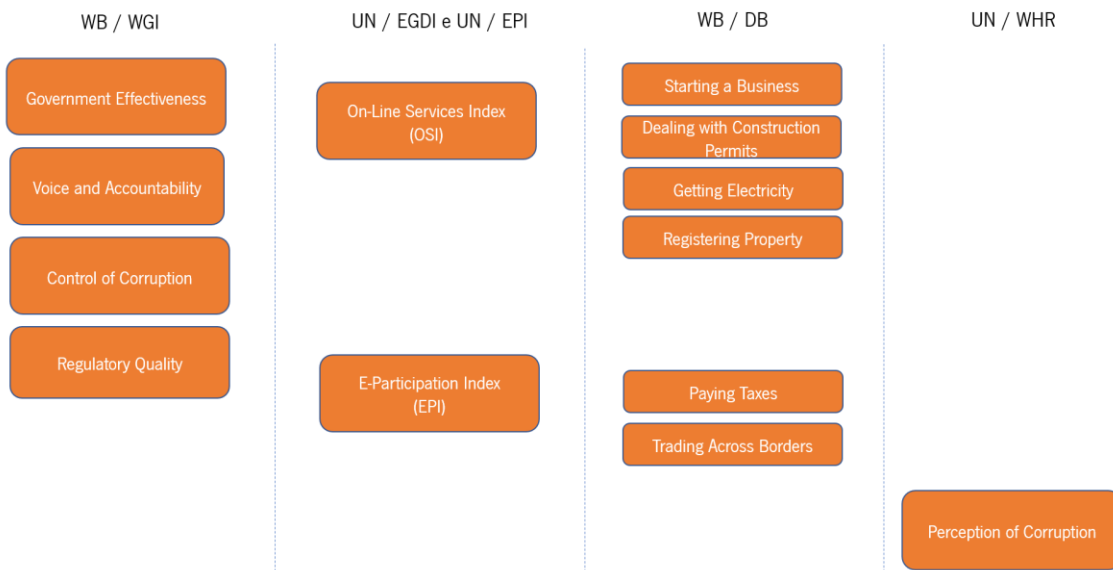 WB / WGI
Government Effectiveness
Voice and Accountability
Control of Corruption
Regulatory Quality
UN / EGDI e UN / EPI
On-Line Services Index
(OSI)
E-Participation Index
(EPI)
WB / DB
Starting a Business
Dealing with Construction
Permits
Getting Electricity
Registering Property
Paying Taxes
Trading Across Borders
UN / WHR
Perception of Corruption